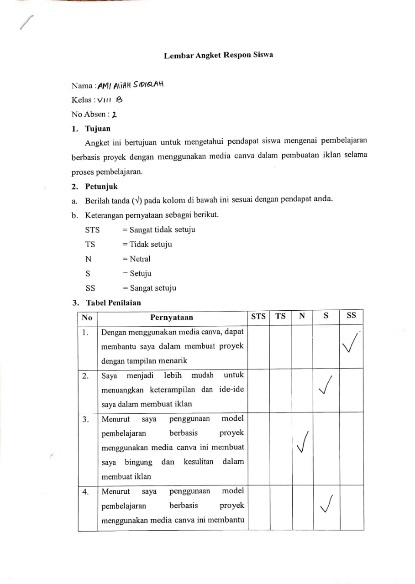 Lembar Angket Respon Siswa
Nama : AMI AliAH SIDIQAH
Kelas : VIII B
No Absen : 2
1. Tujuan
Angket ini bertujuan untuk mengetahui pendapat siswa mengenai pembelajaran
berbasis proyek dengan menggunakan media canva dalam pembuatan iklan selama
proses pembelajaran.
2. Petunjuk
a. Berilah tanda (√) pada kolom di bawah ini sesuai dengan pendapat anda.
b. Keterangan pernyataan sebagai berikut.
STS = Sangat tidak setuju
TS = Tidak setuju
N = Netral
S = Setuju
SS = Sangat setuju
3. Tabel Penilaian
No Pernyataan STS TS N S SS
1. Dengan menggunakan media canva, dapat
membantu saya dalam membuat proyek
dengan tampilan menarik √
2. Saya menjadi lebih mudah untuk
menuangkan keterampilan dan ide-ide √
saya dalam membuat iklan
3. Menurut saya penggunaan model
pembelajaran berbasis proyek
menggunakan media canva ini membuat √
saya bingung dan kesulitan dalam
membuat iklan
4. Menurut saya penggunaan model
pembelajaran berbasis proyek √
menggunakan media canva ini membantu